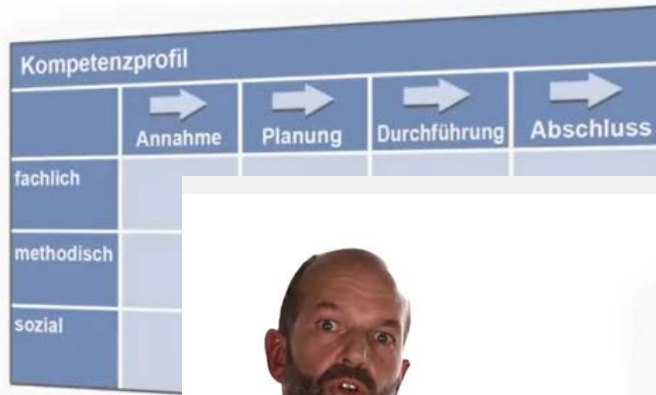 Kompetenzprofil
Annahme Planung Durchführung Abschluss
fachlich
methodisch
sozial